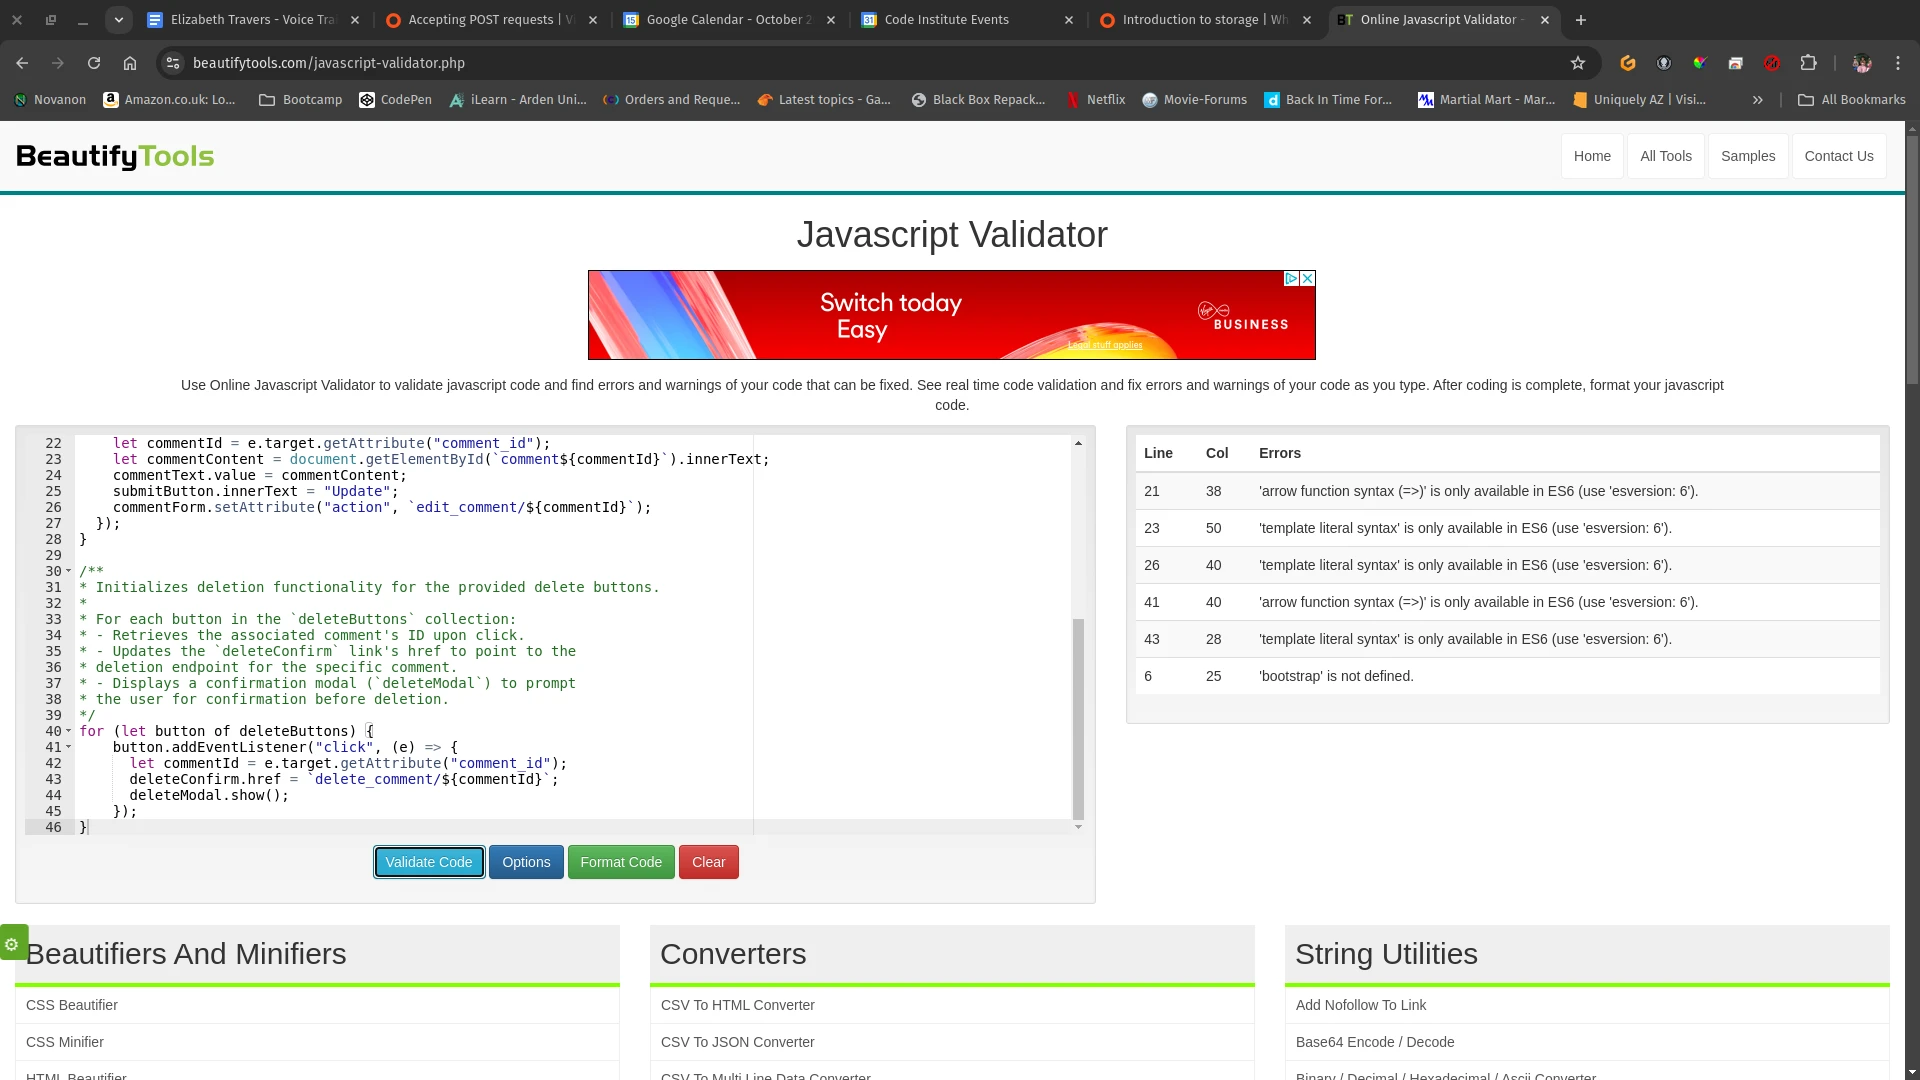 Elizabeth Travers - Voice Tra
Accepting POST requests | V
Google Calendar - October 2
Code Institute Events
Introduction to storage | Wh
Online Javascript Validator -
beautifytools.com/javascript-validator.php
Novanon
Amazon.co.uk: Lo...
Bootcamp
CodePen
iLearn - Arden Uni...
Orders and Reque...
Latest topics - Ga...
Black Box Repack...
Netflix
Movie-Forums
Back In Time For...
Martial Mart - Mar...
Uniquely AZ | Visi...
All Bookmarks
BeautifyTools
Home
All Tools
Samples
Contact Us
Javascript Validator
Switch today
Easy
Legal stuff applies
BUSINESS
Use Online Javascript Validator to validate javascript code and find errors and warnings of your code that can be fixed. See real time code validation and fix errors and warnings of your code as you type. After coding is complete, format your javascript
code.
22 let commentId = e.target.getAttribute("comment_id");
23 let commentContent = document.getElementById(`comment${commentId}`).innerText;
24 commentText.value = commentContent;
25 submitButton.innerText = "Update";
26 commentForm.setAttribute("action", `edit_comment/${commentId}`);
27 });
28 }
29
30 /**
31 * Initializes deletion functionality for the provided delete buttons.
32 *
33 * For each button in the `deleteButtons` collection:
34 * - Retrieves the associated comment's ID upon click.
35 * - Updates the `deleteConfirm` link's href to point to the
36 * deletion endpoint for the specific comment.
37 * - Displays a confirmation modal (`deleteModal`) to prompt
38 * the user for confirmation before deletion.
39 */
40 for (let button of deleteButtons) {
41 button.addEventListener("click", (e) => {
42 let commentId = e.target.getAttribute("comment_id");
43 deleteConfirm.href = `delete_comment/${commentId}`;
44 deleteModal.show();
45 });
46 }
Validate Code
Options
Format Code
Clear
Line Col Errors
21 38 'arrow function syntax (=>)' is only available in ES6 (use 'esversion: 6').
23 50 'template literal syntax' is only available in ES6 (use 'esversion: 6').
26 40 'template literal syntax' is only available in ES6 (use 'esversion: 6').
41 40 'arrow function syntax (=>)' is only available in ES6 (use 'esversion: 6').
43 28 'template literal syntax' is only available in ES6 (use 'esversion: 6').
6 25 'bootstrap' is not defined.
Beautifiers And Minifiers
CSS Beautifier
CSS Minifier
HTML Beautifier
Converters
CSV To HTML Converter
CSV To JSON Converter
CSV To Multi Line Data Converter
String Utilities
Add Nofollow To Link
Base64 Encode / Decode
Binary / Decimal / Hexadecimal / Ascii Converter